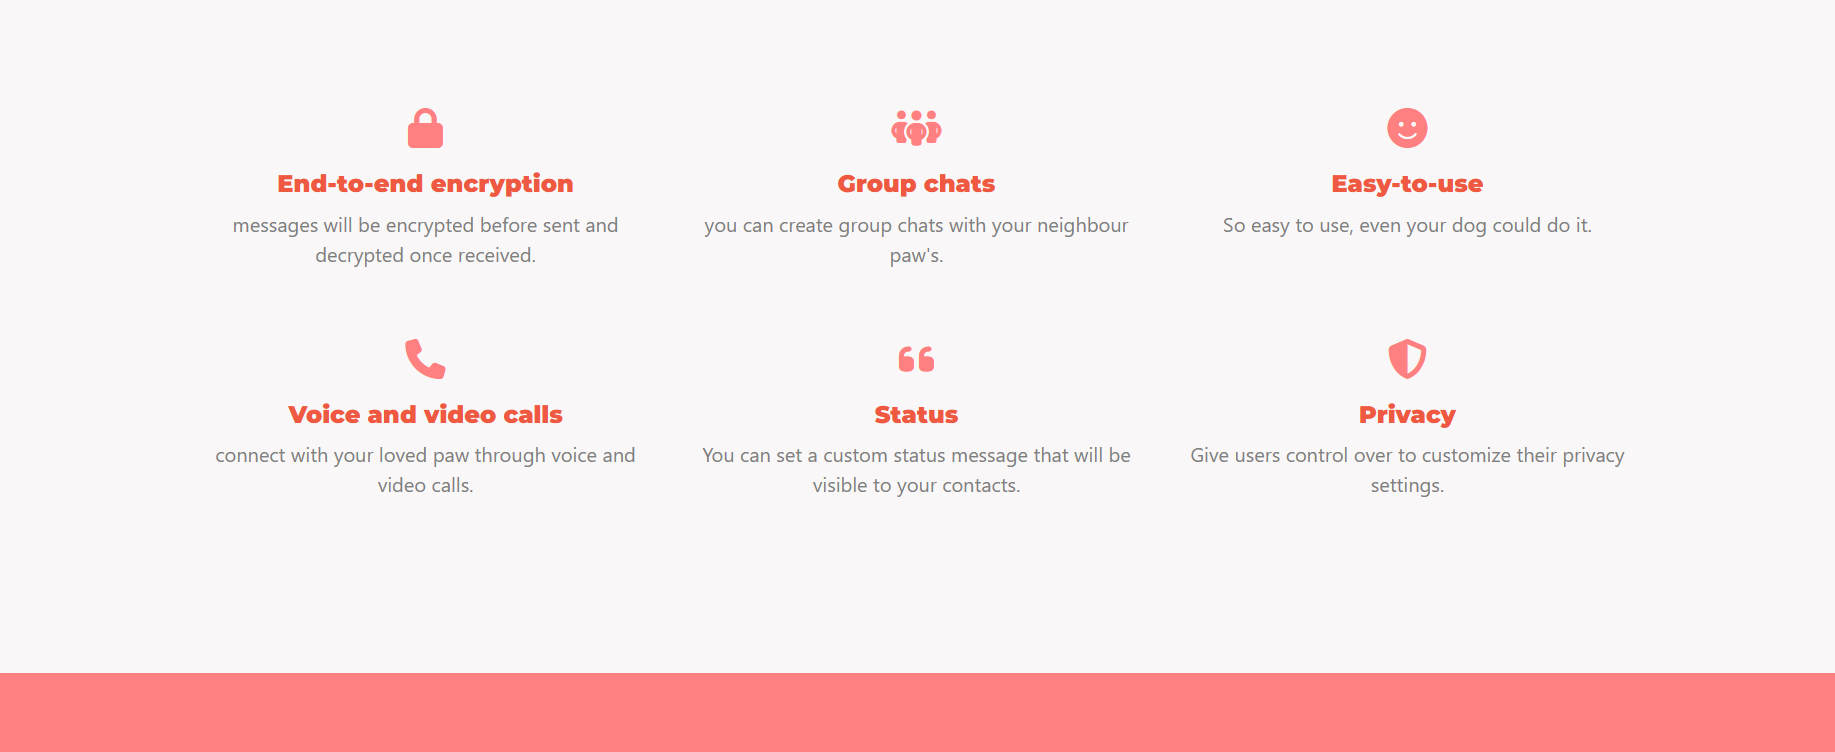 End-to-end encryption
messages will be encrypted before sent and
decrypted once received.
Group chats
you can create group chats with your neighbour
paw's.
Easy-to-use
So easy to use, even your dog could do it.
Voice and video calls
connect with your loved paw through voice and
video calls.
Status
You can set a custom status message that will be
visible to your contacts.
Privacy
Give users control over to customize their privacy
settings.